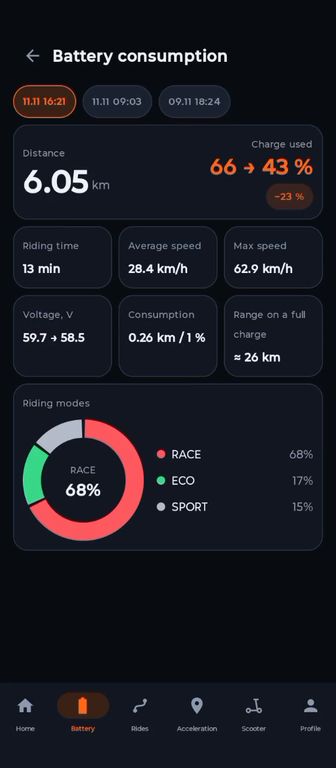 Battery consumption
11.11 16:21
11.11 09:03
09.11 18:24
Distance
6.05 km
Charge used
66 → 43 %
−23 %
Riding time
13 min
Average speed
28.4 km/h
Max speed
62.9 km/h
Voltage, V
59.7 → 58.5
Consumption
0.26 km / 1 %
Range on a full
charge
≈ 26 km
Riding modes
RACE
68%
RACE 68%
ECO 17%
SPORT 15%
Home
Battery
Rides
Acceleration
Scooter
Profile